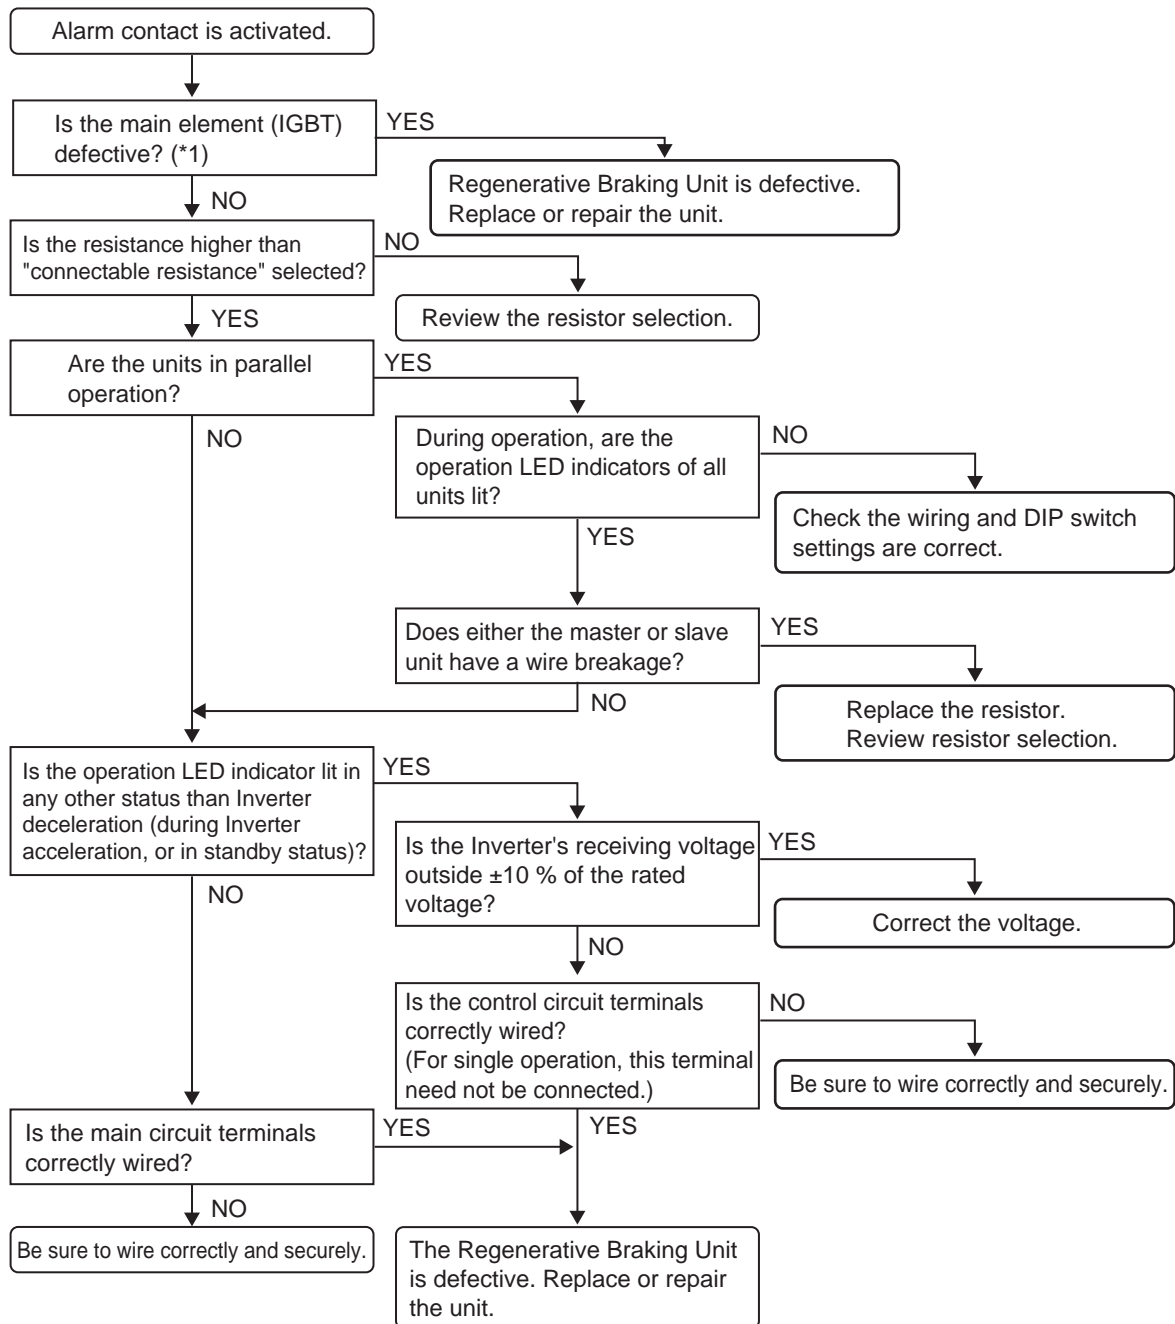 Alarm contact is activated.
Is the main element (IGBT)
defective? (*1)
YES
Regenerative Braking Unit is defective.
Replace or repair the unit.
NO
Is the resistance higher than
"connectable resistance" selected?
NO
Review the resistor selection.
YES
Are the units in parallel
operation?
YES
NO
During operation, are the
operation LED indicators of all
units lit?
NO
Check the wiring and DIP switch
settings are correct.
YES
Does either the master or slave
unit have a wire breakage?
YES
Replace the resistor.
Review resistor selection.
NO
Is the operation LED indicator lit in
any other status than Inverter
deceleration (during Inverter
acceleration, or in standby status)?
YES
NO
Is the Inverter's receiving voltage
outside ±10 % of the rated
voltage?
YES
Correct the voltage.
NO
Is the control circuit terminals
correctly wired?
(For single operation, this terminal
need not be connected.)
NO
Be sure to wire correctly and securely.
YES
Is the main circuit terminals
correctly wired?
YES
NO
Be sure to wire correctly and securely.
The Regenerative Braking Unit
is defective. Replace or repair
the unit.